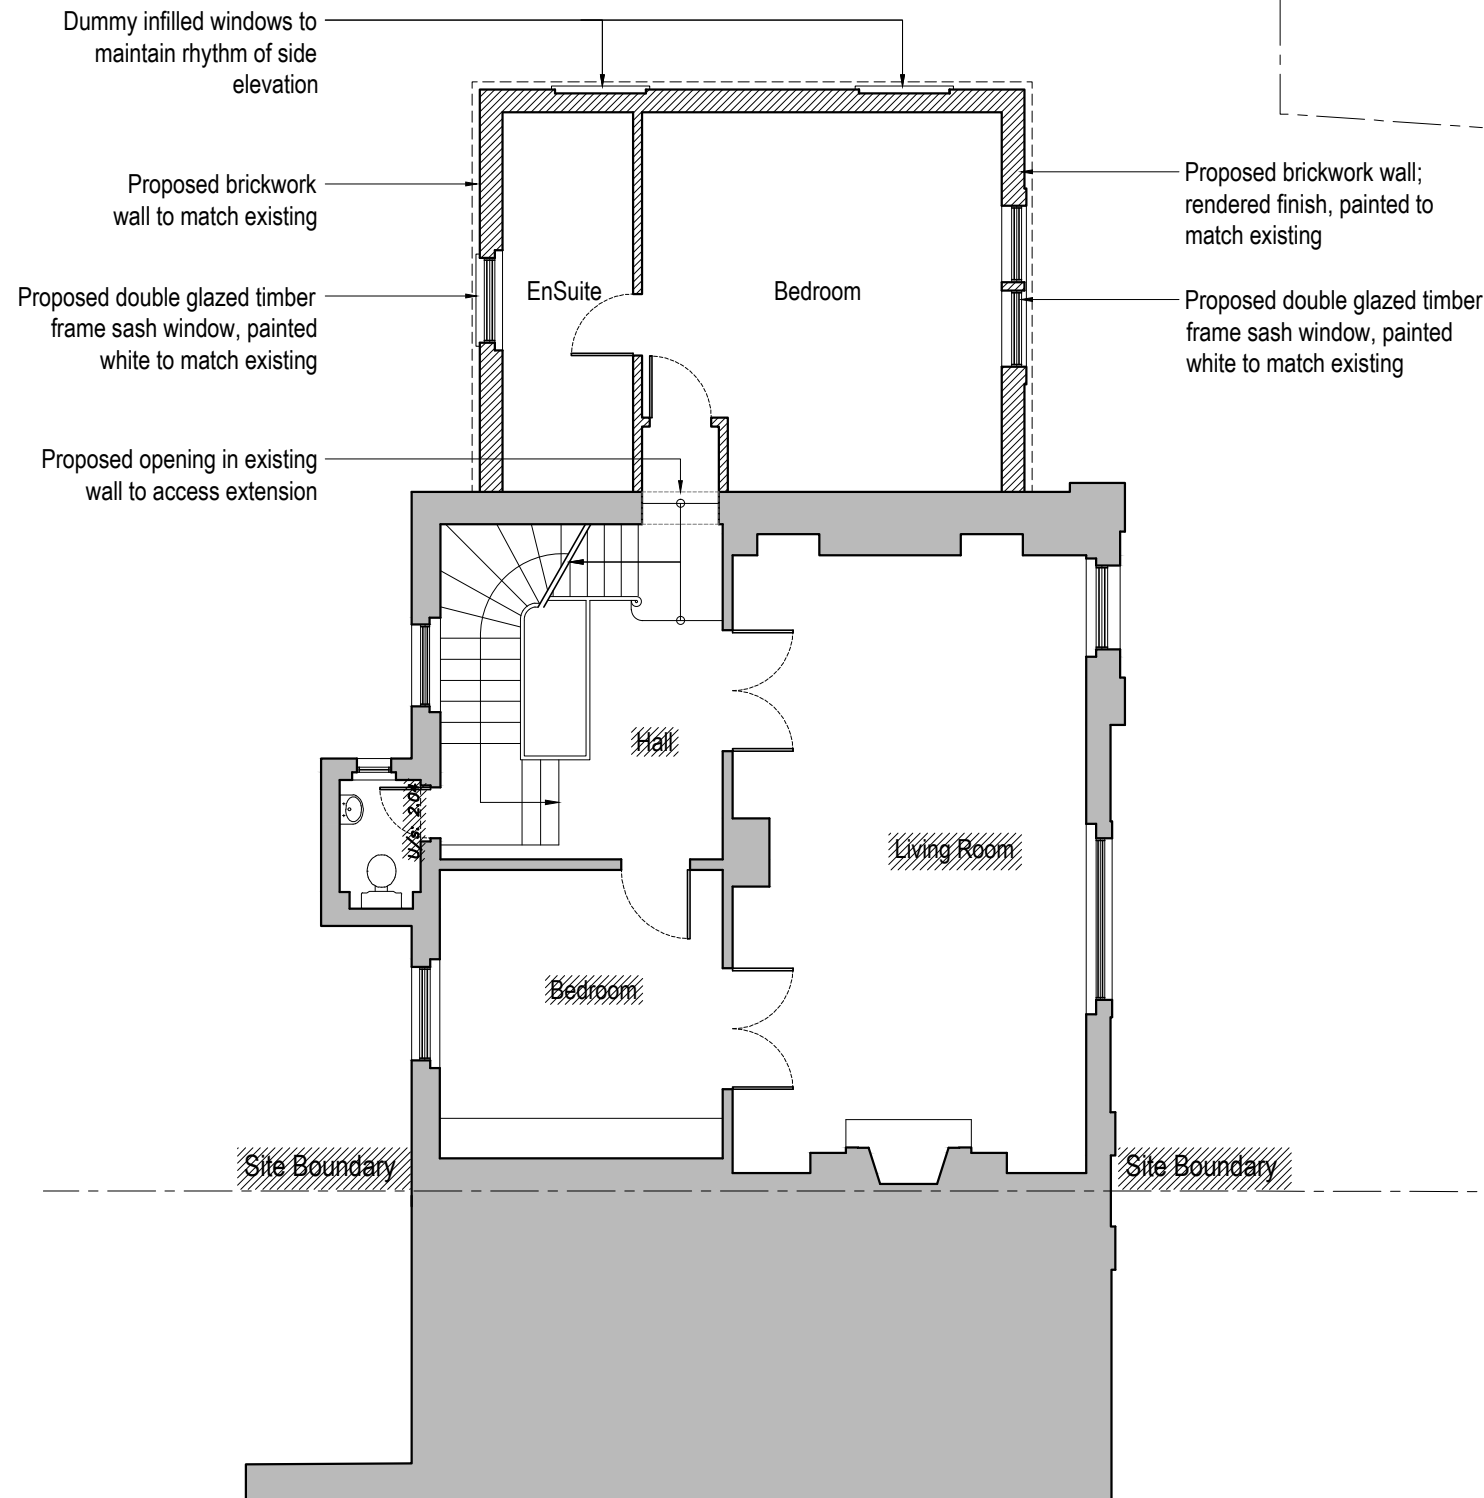 Dummy infilled windows to
maintain rhythm of side
elevation
Proposed brickwork
wall to match existing
Proposed brickwork wall;
rendered finish, painted to
match existing
Proposed double glazed timber
frame sash window, painted
white to match existing
EnSuite
Bedroom
Proposed double glazed timber
frame sash window, painted
white to match existing
Proposed opening in existing
wall to access extension
Hall
U/s: 2.04
Living Room
Bedroom
Site Boundary
Site Boundary